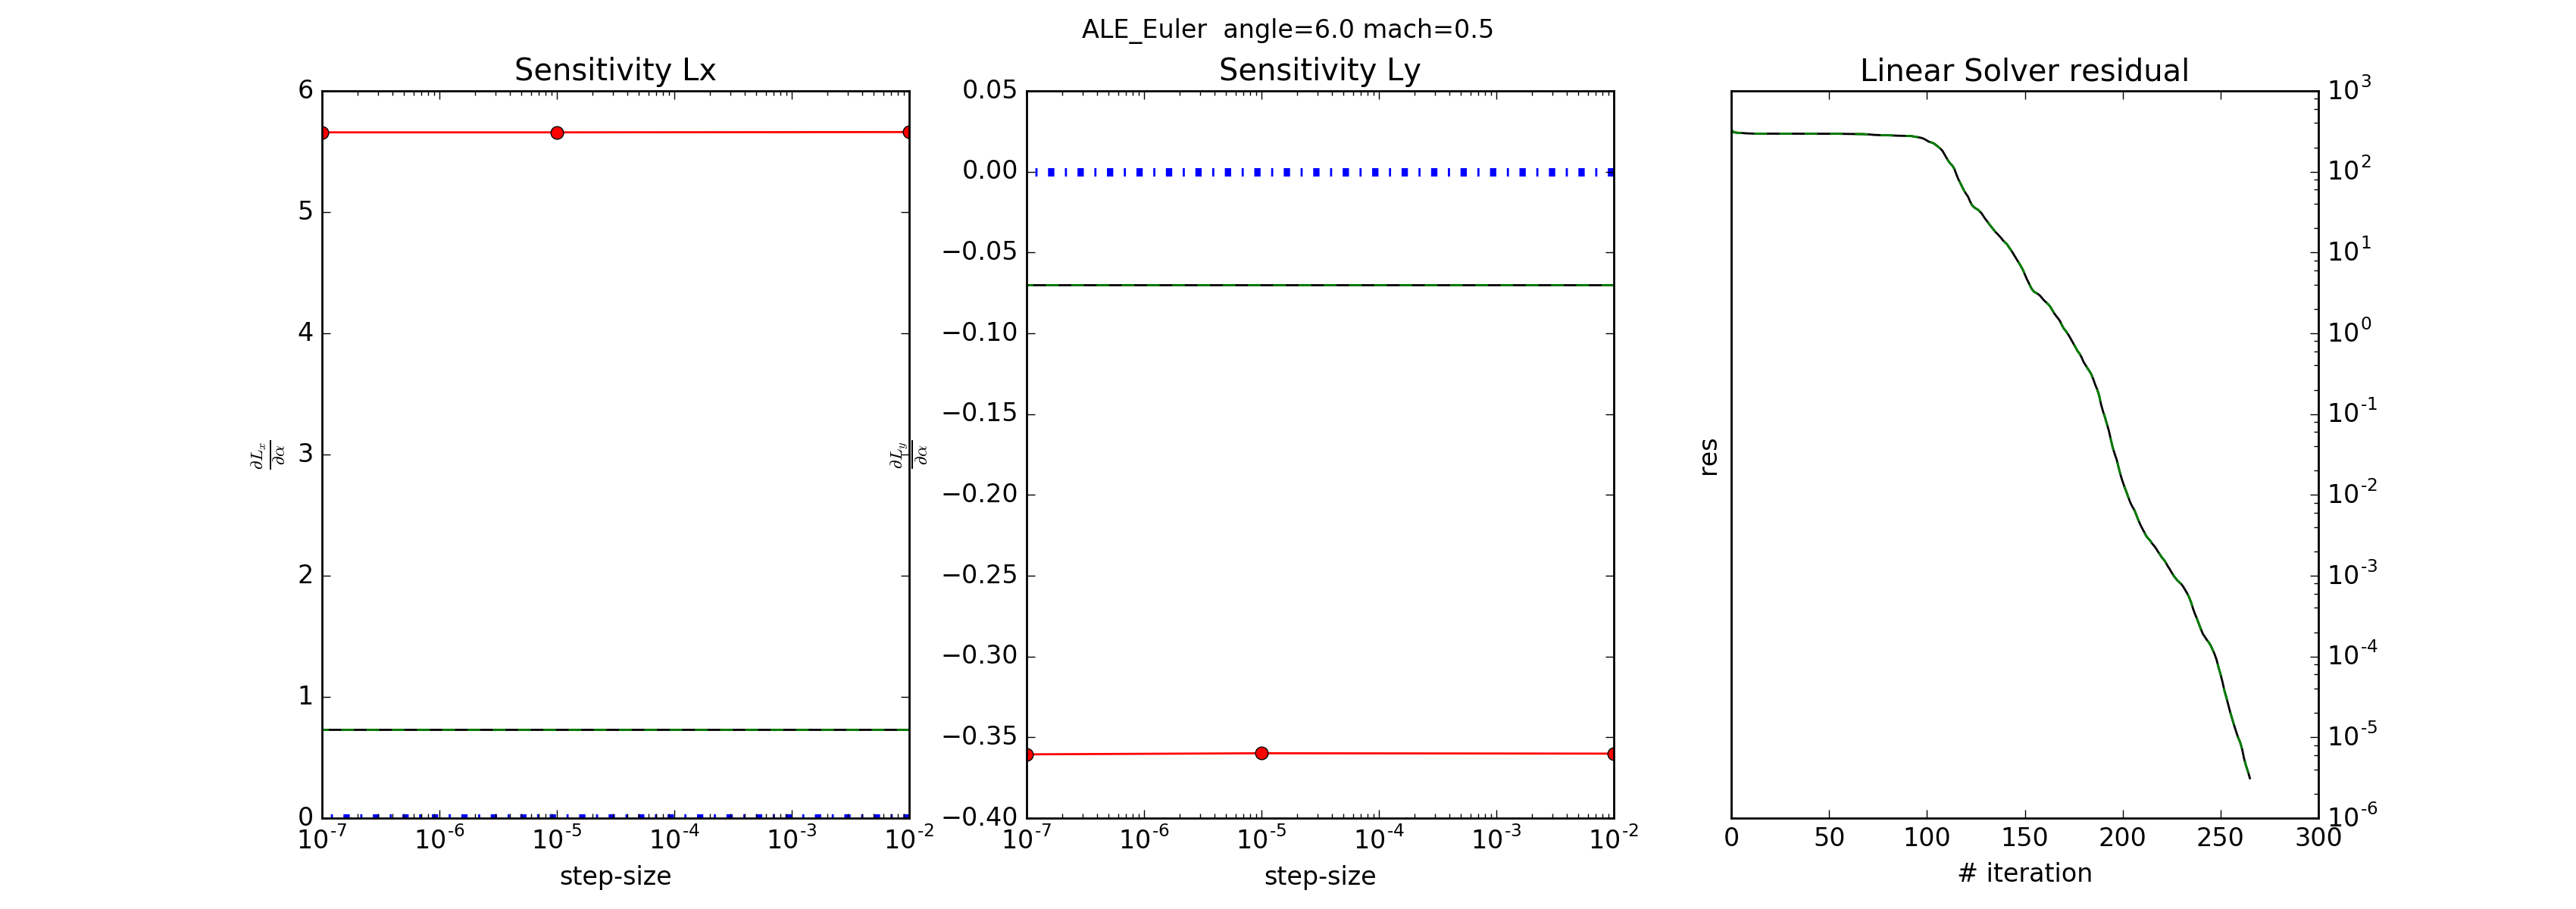 ALE_Euler  angle=6.0 mach=0.5
Sensitivity Lx
6
5
4
3
2
1
0
∂Lₓ/∂α
10^-7 10^-6 10^-5 10^-4 10^-3 10^-2
step-size
Sensitivity Ly
0.05
0.00
−0.05
−0.10
−0.15
−0.20
−0.25
−0.30
−0.35
−0.40
∂L_y/∂α
10^-7 10^-6 10^-5 10^-4 10^-3 10^-2
step-size
Linear Solver residual
res
10^3
10^2
10^1
10^0
10^-1
10^-2
10^-3
10^-4
10^-5
10^-6
0 50 100 150 200 250 300
# iteration